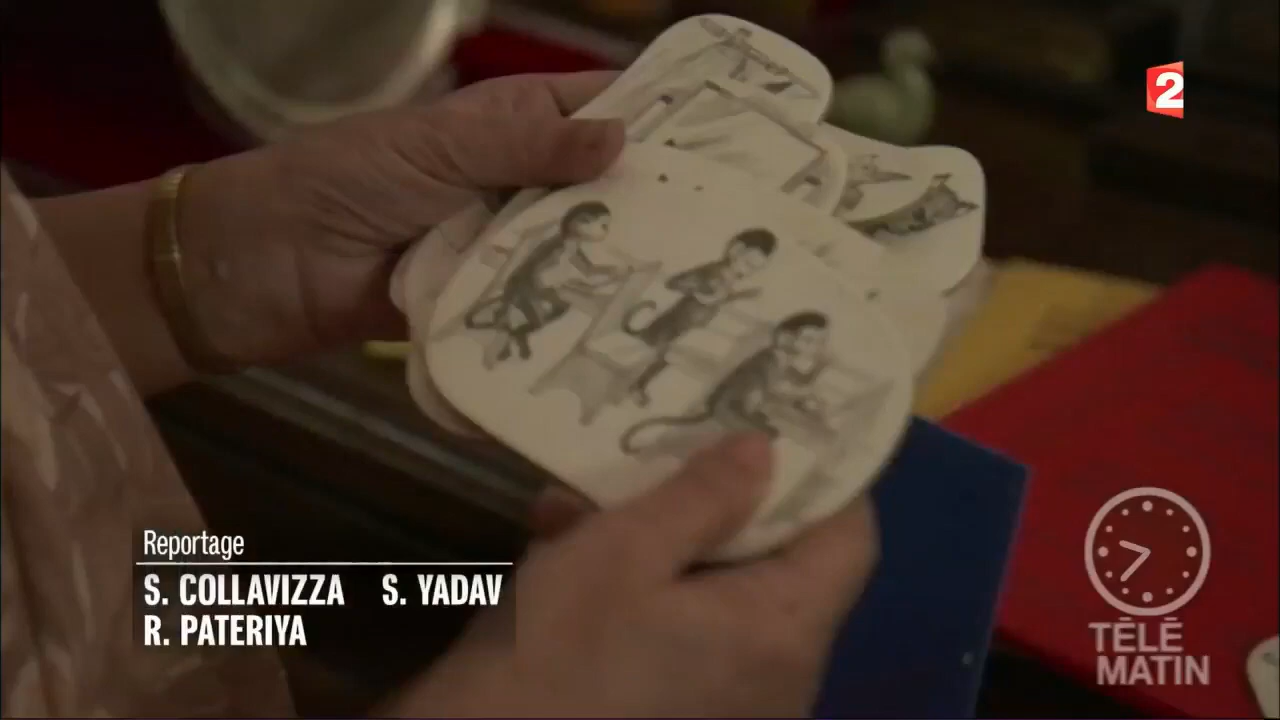 2
Reportage
S. COLLAVIZZA S. YADAV
R. PATERIYA
TÉLÉ
MATIN